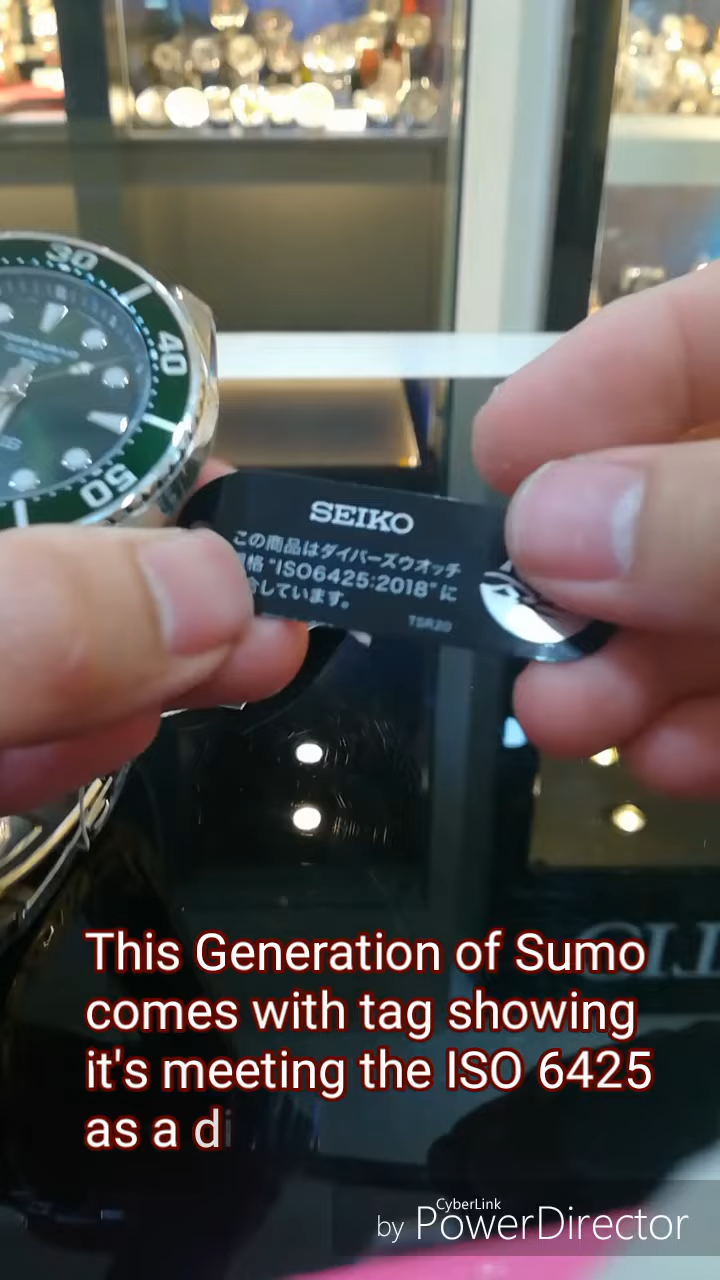 30
40
50
SEIKO
この商品はダイバーズウオッチ
格 "ISO6425:2018" に
しています。
TSR20
This Generation of Sumo
comes with tag showing
it's meeting the ISO 6425
as a di
CyberLink
by PowerDirector